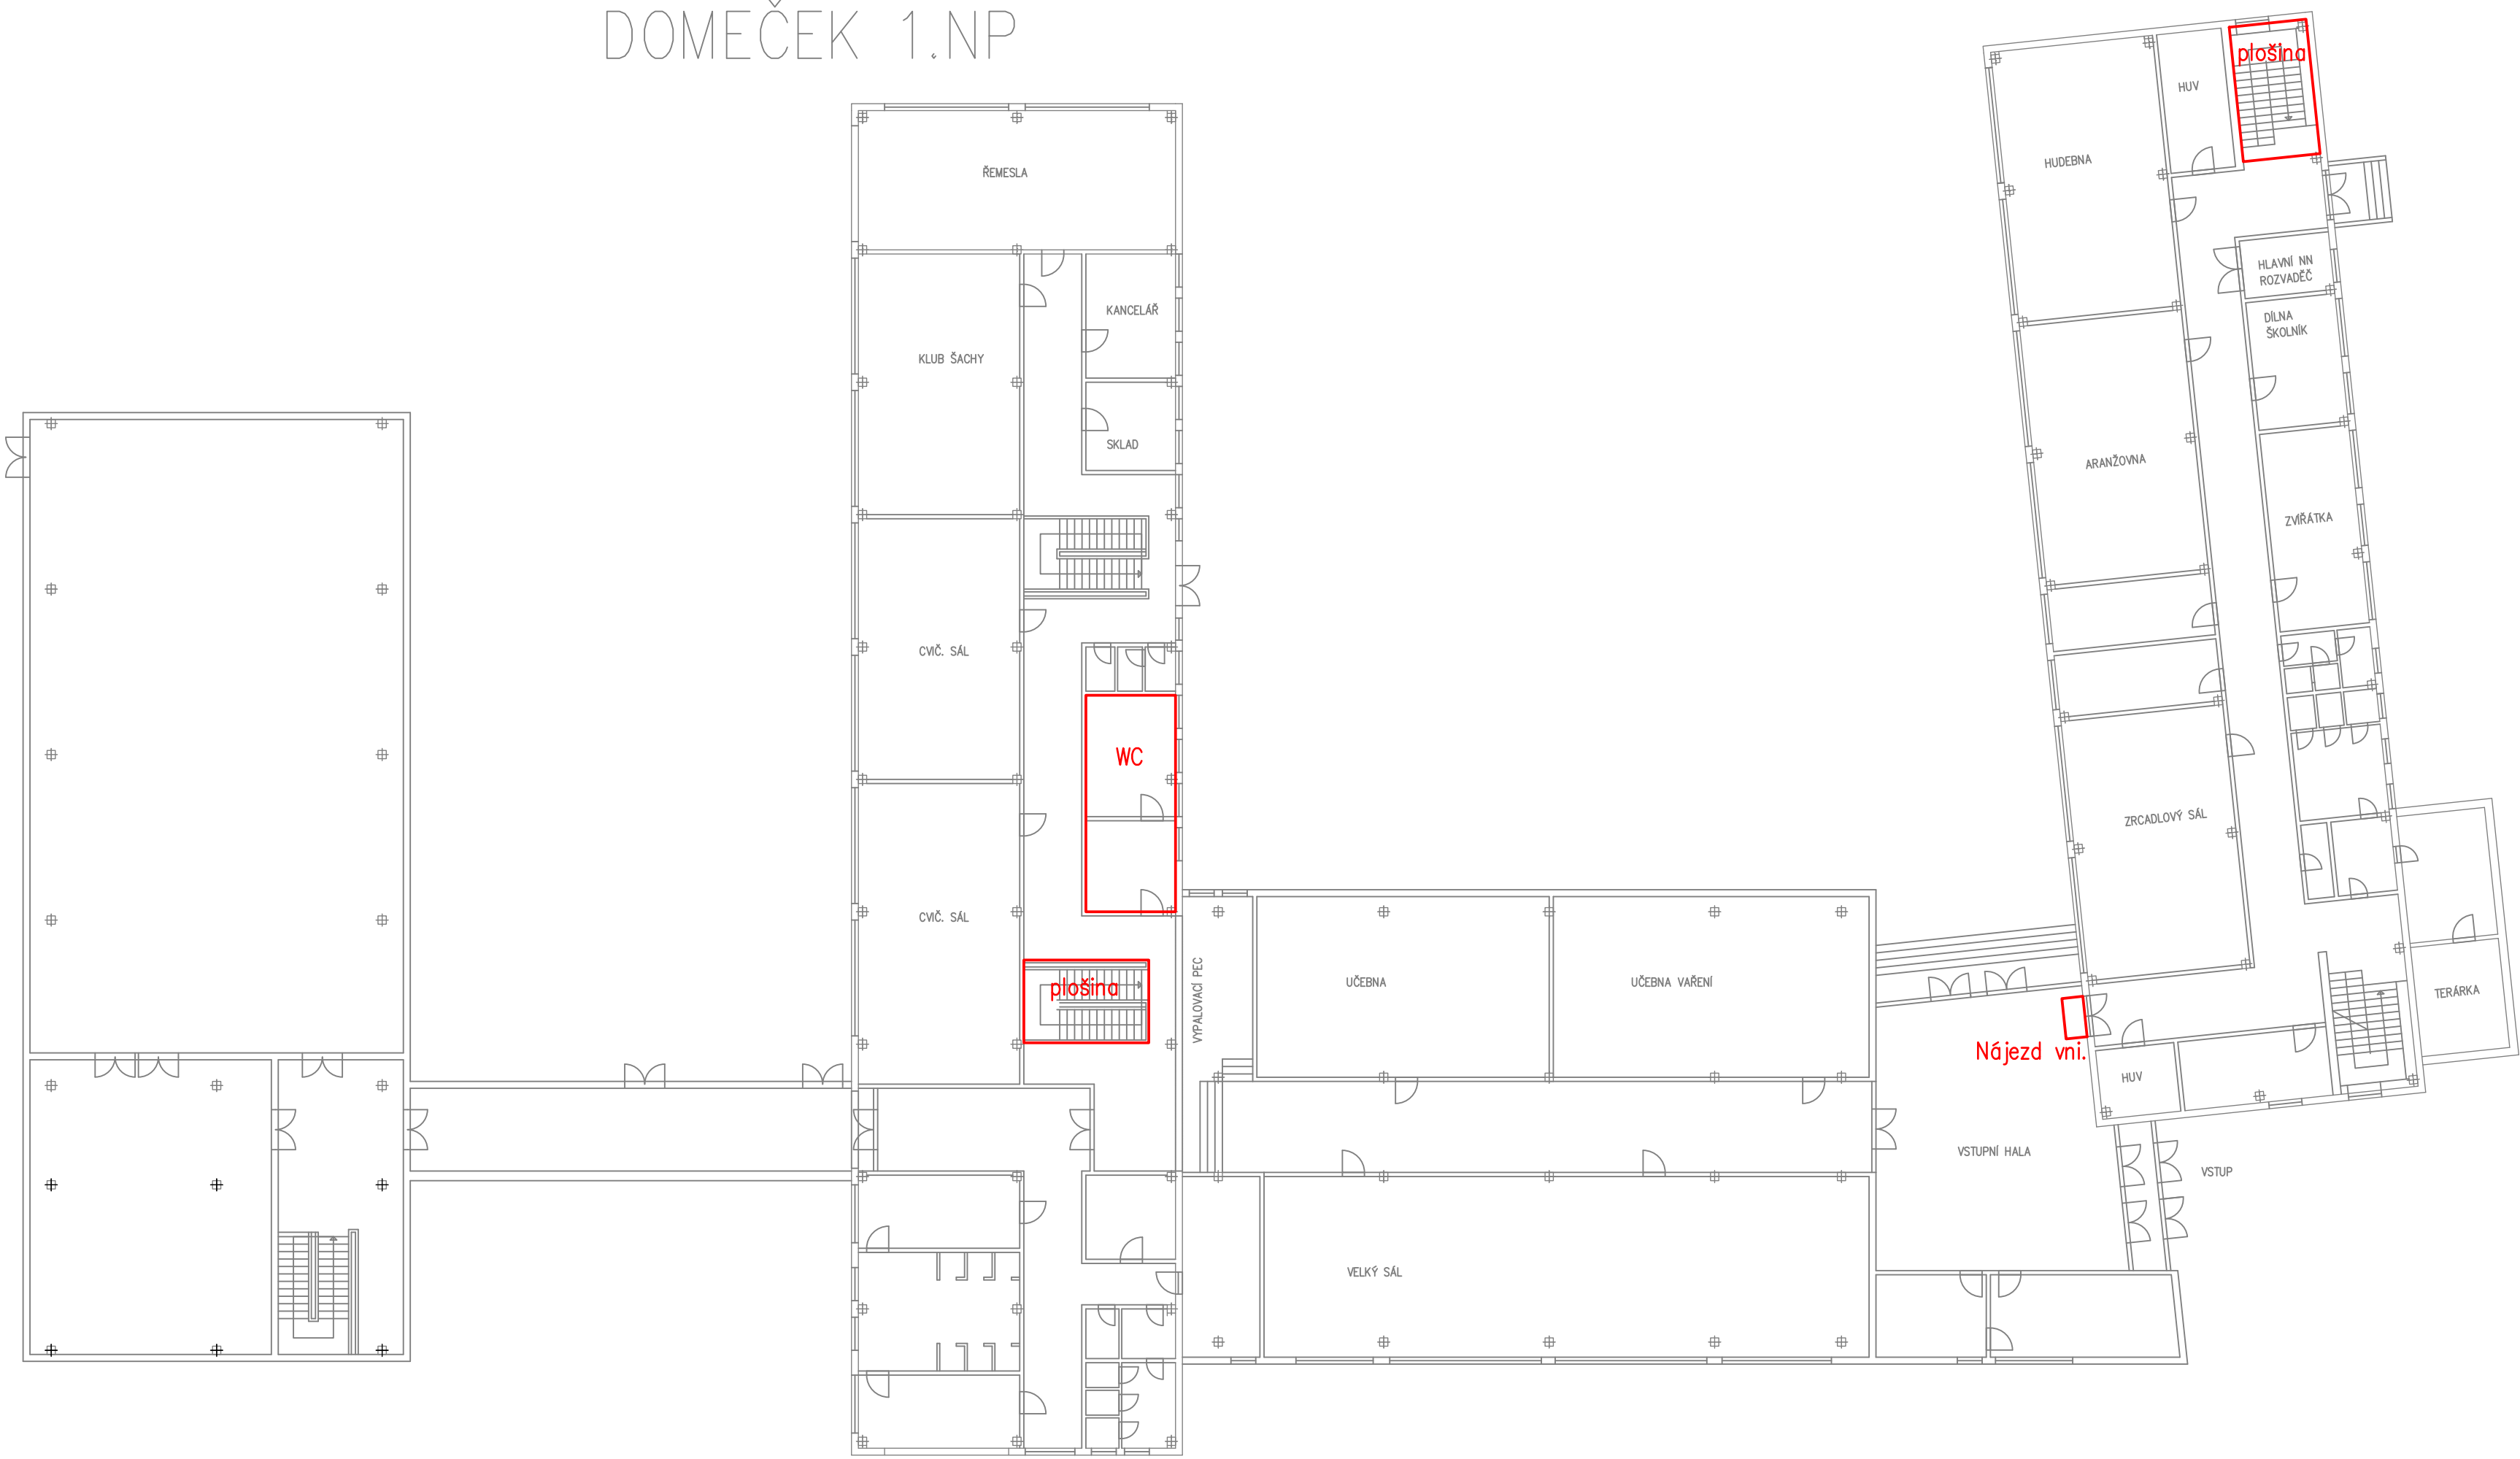 DOMEČEK 1.NP
plošina
HUV
HUDEBNA
ŘEMESLA
HLAVNÍ NN
ROZVADĚČ
KANCELÁŘ
DÍLNA
ŠKOLNÍK
KLUB ŠACHY
SKLAD
ARANŽOVNA
ZVÍŘÁTKA
CVIČ. SÁL
WC
ZRCADLOVÝ SÁL
CVIČ. SÁL
plošina
VYPALOVACÍ PEC
UČEBNA
UČEBNA VAŘENÍ
TERÁRKA
Nájezd vni.
HUV
VSTUPNÍ HALA
VSTUP
VELKÝ SÁL